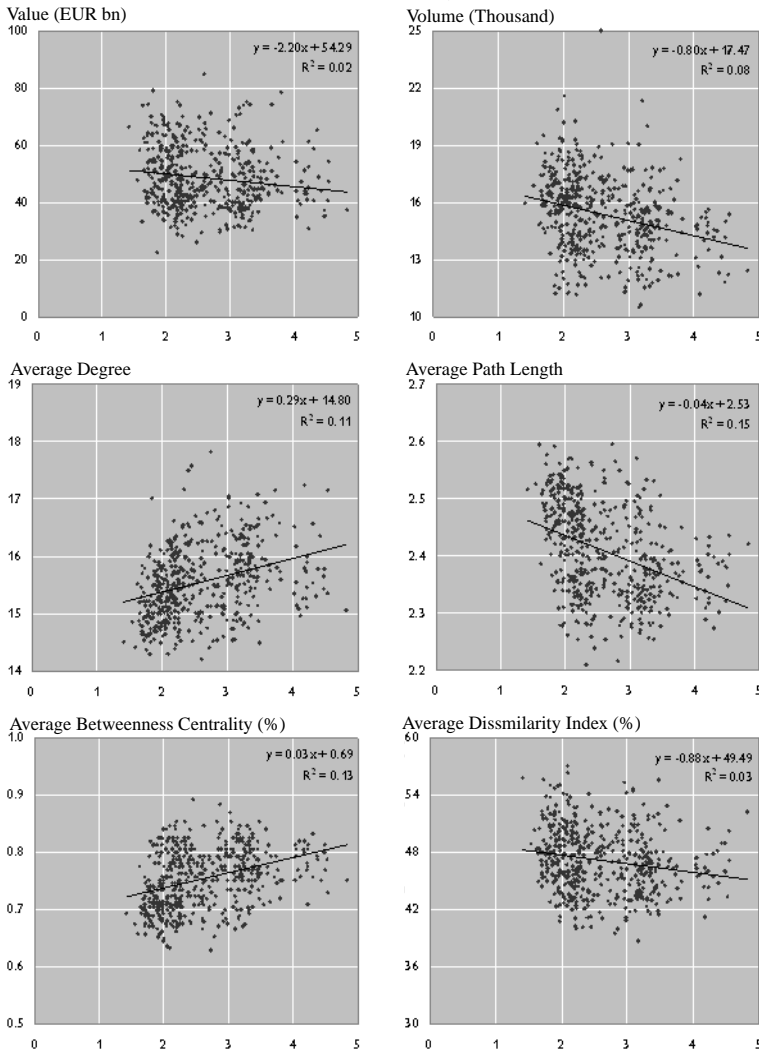 Value (EUR bn)
100
80
60
40
20
0
0 1 2 3 4 5
y = -2.20x + 54.29
R² = 0.02
Volume (Thousand)
25
22
19
16
13
10
0 1 2 3 4 5
y = -0.80x + 17.47
R² = 0.08
Average Degree
19
18
17
16
15
14
0 1 2 3 4 5
y = 0.29x + 14.80
R² = 0.11
Average Path Length
2.7
2.6
2.5
2.4
2.3
2.2
0 1 2 3 4 5
y = -0.04x + 2.53
R² = 0.15
Average Betweenness Centrality (%)
1.0
0.9
0.8
0.7
0.6
0.5
0 1 2 3 4 5
y = 0.03x + 0.69
R² = 0.13
Average Dissmilarity Index (%)
60
54
48
42
36
30
0 1 2 3 4 5
y = -0.88x + 49.49
R² = 0.03